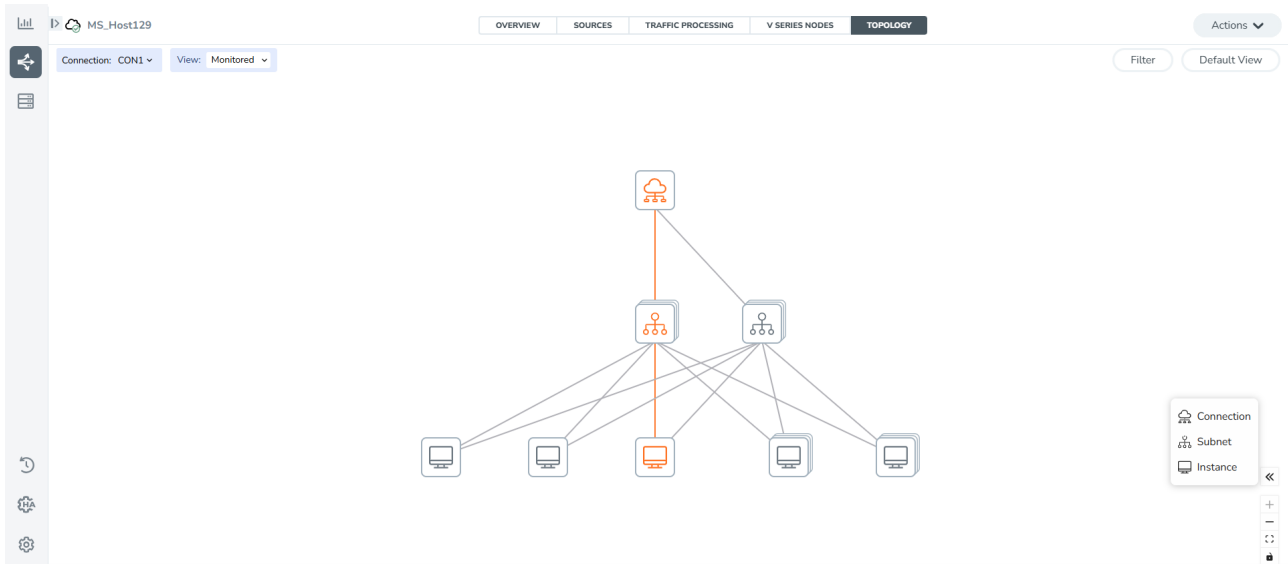 MS_Host129
OVERVIEW SOURCES TRAFFIC PROCESSING V SERIES NODES TOPOLOGY
Actions
Connection: CON1 View: Monitored
Filter Default View
Connection
Subnet
Instance
HA